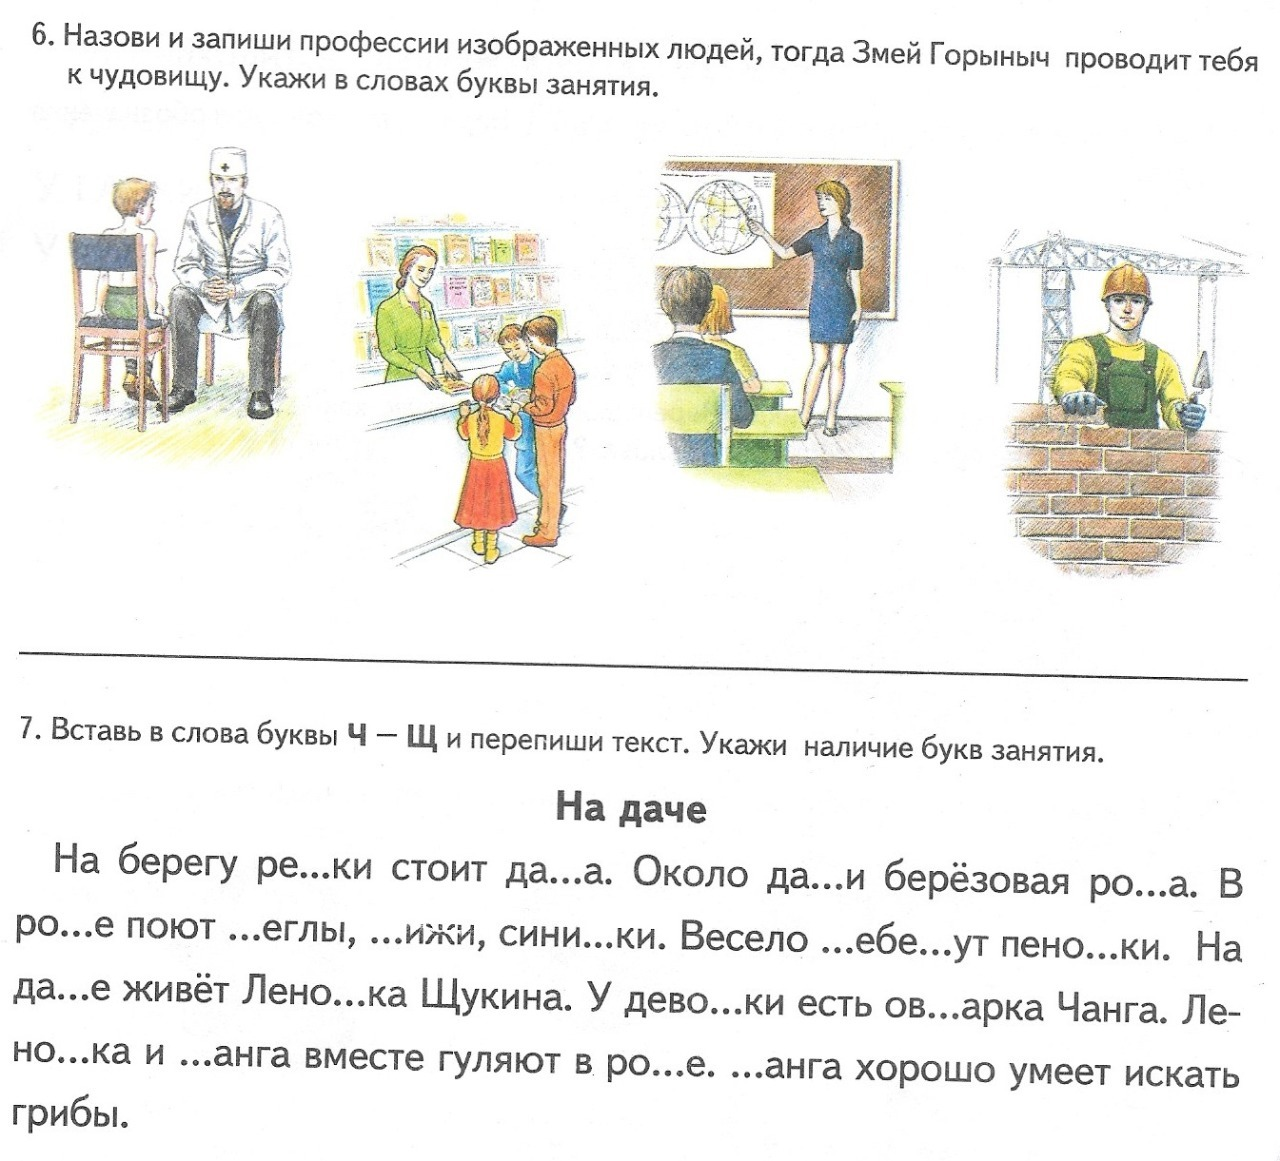 6. Назови и запиши профессии изображенных людей, тогда Змей Горыныч проводит тебя
к чудовищу. Укажи в словах буквы занятия.
7. Вставь в слова буквы Ч — Щ и перепиши текст. Укажи наличие букв занятия.
На даче
На берегу ре...ки стоит да...а. Около да...и берёзовая ро...а. В
ро...е поют ...еглы, ...ижи, сини...ки. Весело ...ебе...ут пено...ки. На
да...е живёт Лено...ка Щукина. У дево...ки есть ов...арка Чанга. Ле-
но...ка и ...анга вместе гуляют в ро...е. ...анга хорошо умеет искать
грибы.